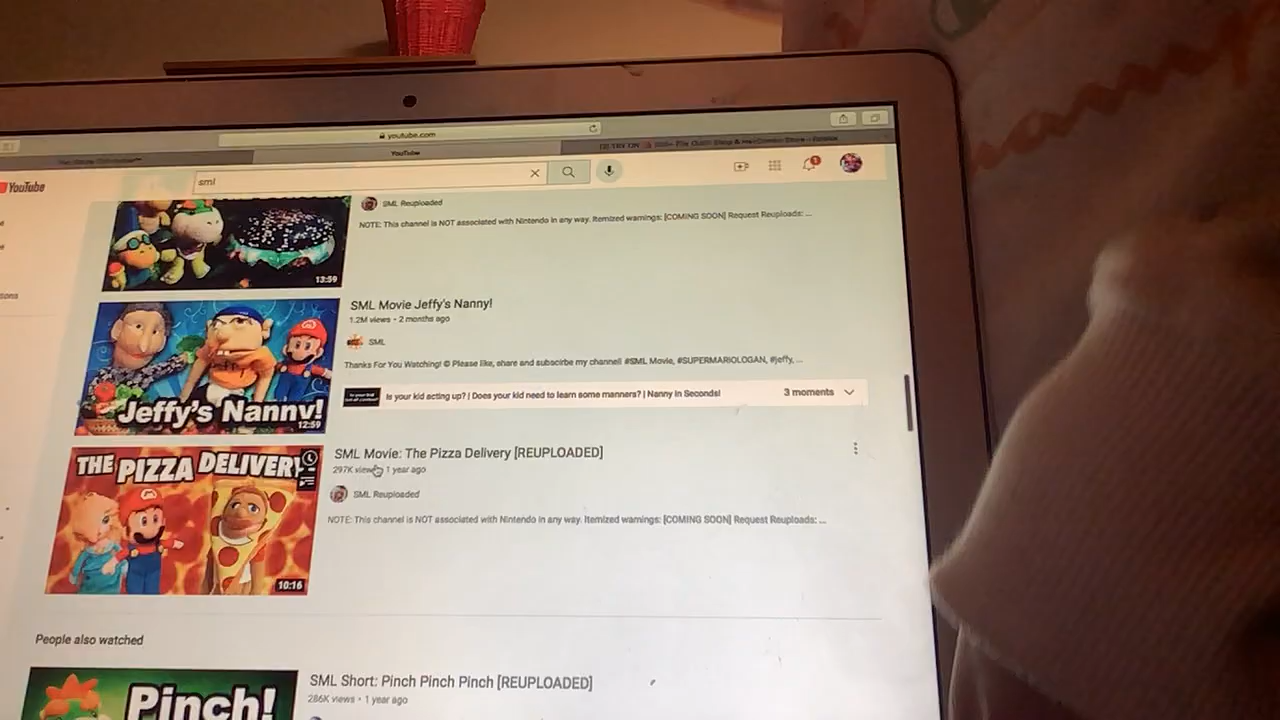 youtube.com
YouTube
YouTube
sml
1
SML Reuploaded
NOTE: This channel is NOT associated with Nintendo in any way. Itemized warnings: [COMING SOON] Request Reuploads: ...
13:59
SML Movie Jeffy's Nanny!
1.2M views • 2 months ago
SML
Thanks For You Watching! © Please like, share and subscirbe my channel! #SML Movie, #SUPERMARIOLOGAN, #jeffy, ...
Is your kid acting up? | Does your kid need to learn some manners? | Nanny in Seconds!
3 moments
Jeffy's Nanny!
12:59
SML Movie: The Pizza Delivery [REUPLOADED]
297K views 1 year ago
SML Reuploaded
NOTE: This channel is NOT associated with Nintendo in any way. Itemized warnings: [COMING SOON] Request Reuploads: ...
THE PIZZA DELIVERY
10:16
People also watched
SML Short: Pinch Pinch Pinch [REUPLOADED]
286K views • 1 year ago
Pinch!